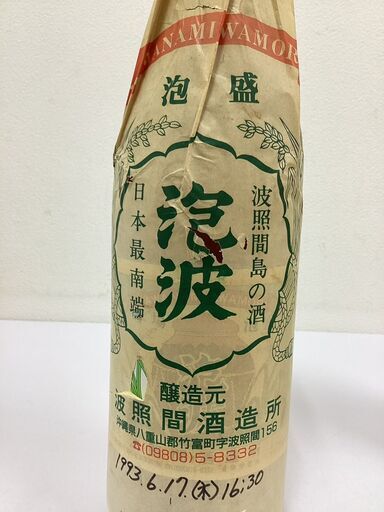 ANAMIWAMOR
泡盛
波照間島の酒
泡波
日本最南端
醸造元
波照間酒造所
沖縄県八重山郡竹富町字波照間156
☎(09808)5-8332
1993.6.17.(木)16:30